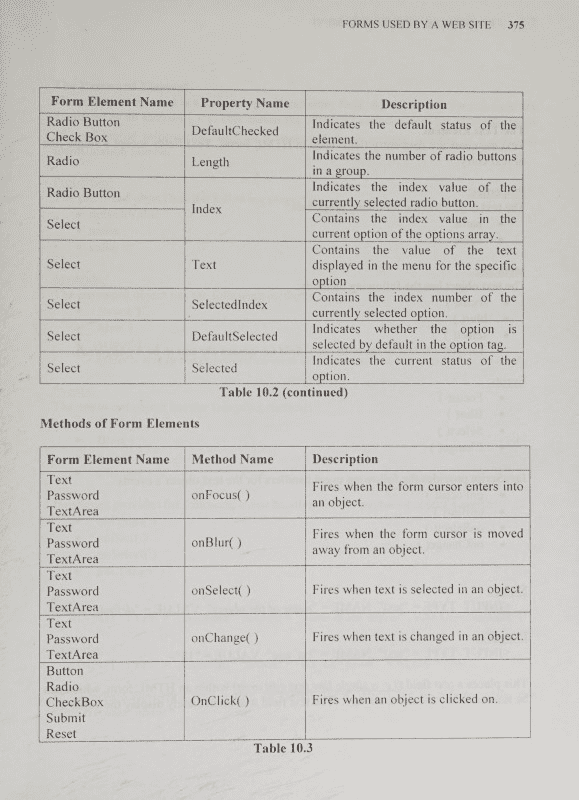 FORMS USED BY A WEB SITE 375
Form Element Name Property Name Description
Radio Button
Check Box
DefaultChecked
Indicates the default status of the
element.
Radio
Length
Indicates the number of radio buttons
in a group.
Radio Button
Index
Indicates the index value of the
currently selected radio button.
Select
Contains the index value in the
current option of the options array.
Select
Text
Contains the value of the text
displayed in the menu for the specific
option
Select
SelectedIndex
Contains the index number of the
currently selected option.
Select
DefaultSelected
Indicates whether the option is
selected by default in the option tag.
Select
Selected
Indicates the current status of the
option.
Table 10.2 (continued)
Methods of Form Elements
Form Element Name Method Name Description
Text
Password
TextArea
onFocus( )
Fires when the form cursor enters into
an object.
Text
Password
TextArea
onBlur( )
Fires when the form cursor is moved
away from an object.
Text
Password
TextArea
onSelect( )
Fires when text is selected in an object.
Text
Password
TextArea
onChange( )
Fires when text is changed in an object.
Button
Radio
CheckBox
Submit
Reset
OnClick( )
Fires when an object is clicked on.
Table 10.3